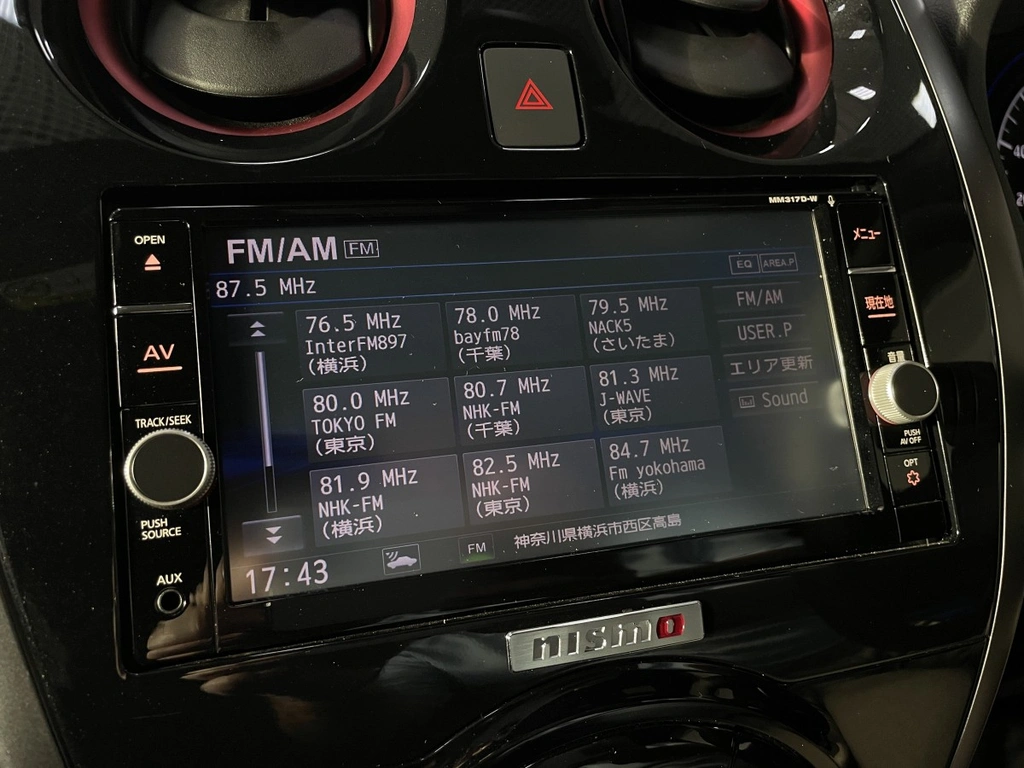 MM317D-W
OPEN
AV
TRACK/SEEK
PUSH
SOURCE
AUX
FM/AM FM
87.5 MHz
EQ AREA.P
76.5 MHz
InterFM897
(横浜)
78.0 MHz
bayfm78
(千葉)
79.5 MHz
NACK5
(さいたま)
80.0 MHz
TOKYO FM
(東京)
80.7 MHz
NHK-FM
(千葉)
81.3 MHz
J-WAVE
(東京)
81.9 MHz
NHK-FM
(横浜)
82.5 MHz
NHK-FM
(東京)
84.7 MHz
Fm yokohama
(横浜)
FM/AM
USER.P
エリア更新
Sound
17:43
FM
神奈川県横浜市西区高島
メニュー
現在地
音量
PUSH
AV OFF
OPT
nismo
40